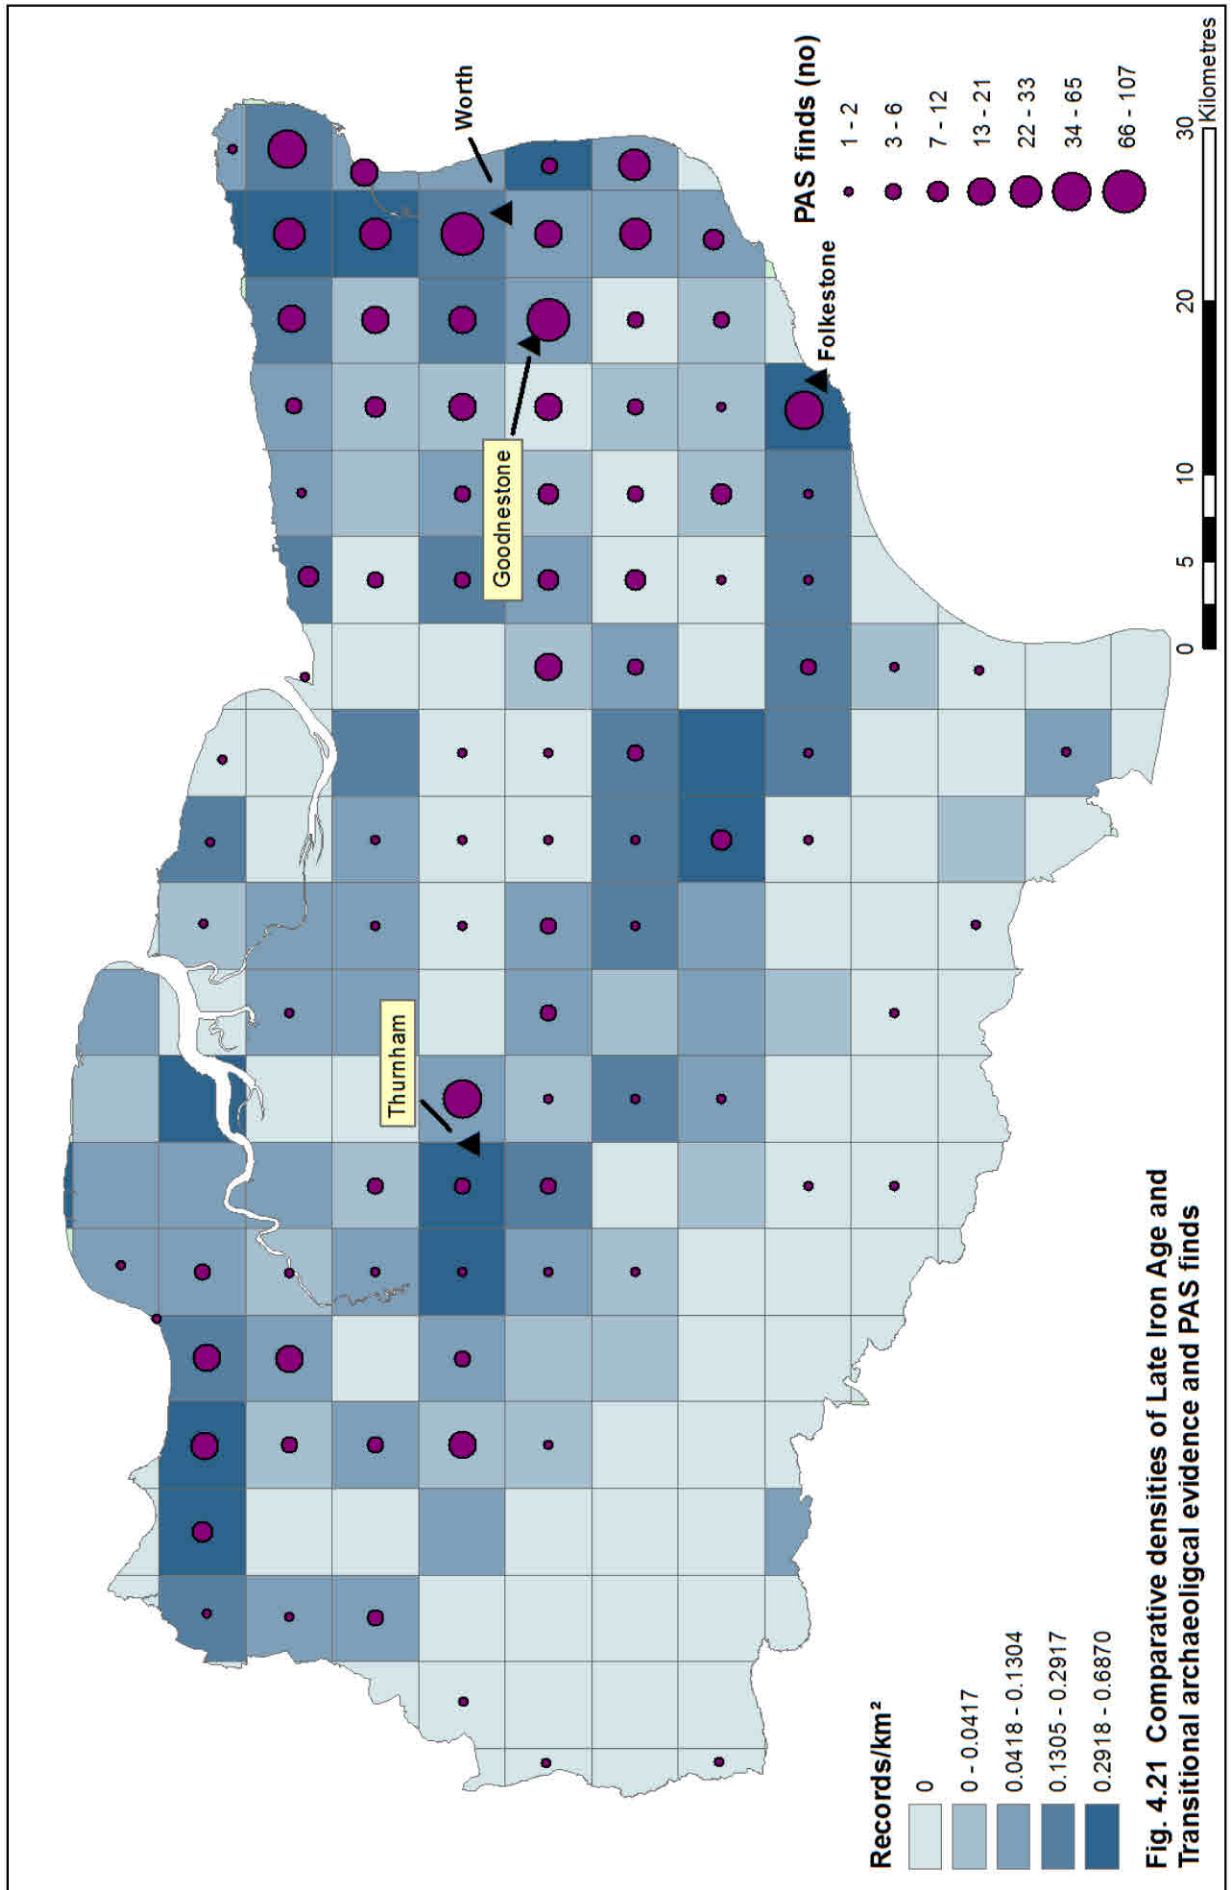 Thurnham
Goodnestone
Worth
Folkestone
Records/km²
0
0 - 0.0417
0.0418 - 0.1304
0.1305 - 0.2917
0.2918 - 0.6870
PAS finds (no)
1 - 2
3 - 6
7 - 12
13 - 21
22 - 33
34 - 65
66 - 107
0 5 10 20 30
Kilometres
Fig. 4.21 Comparative densities of Late Iron Age and
Transitional archaeoligcal evidence and PAS finds